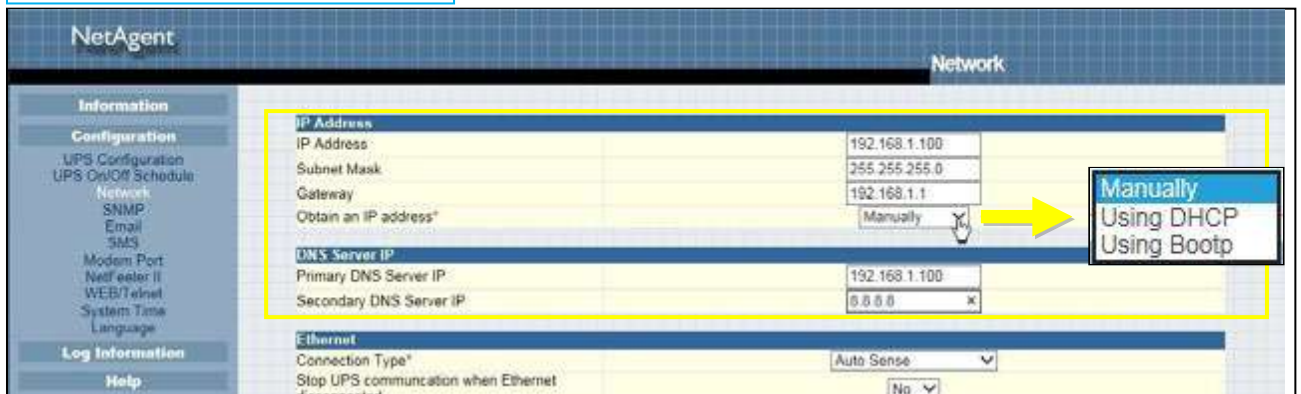 NetAgent
Network
Information
Configuration
UPS Configuration
UPS On/Off Schedule
Network
SNMP
Email
SMS
Modem Port
NetFeeler II
WEB/Telnet
System Time
Language
Log Information
Help
IP Address
IP Address 192.168.1.100
Subnet Mask 255.255.255.0
Gateway 192.168.1.1
Obtain an IP address* Manually
Manually
Using DHCP
Using Bootp
DNS Server IP
Primary DNS Server IP 192.168.1.100
Secondary DNS Server IP 8.8.8.8 ×
Ethernet
Connection Type* Auto Sense
Stop UPS communcation when Ethernet
No